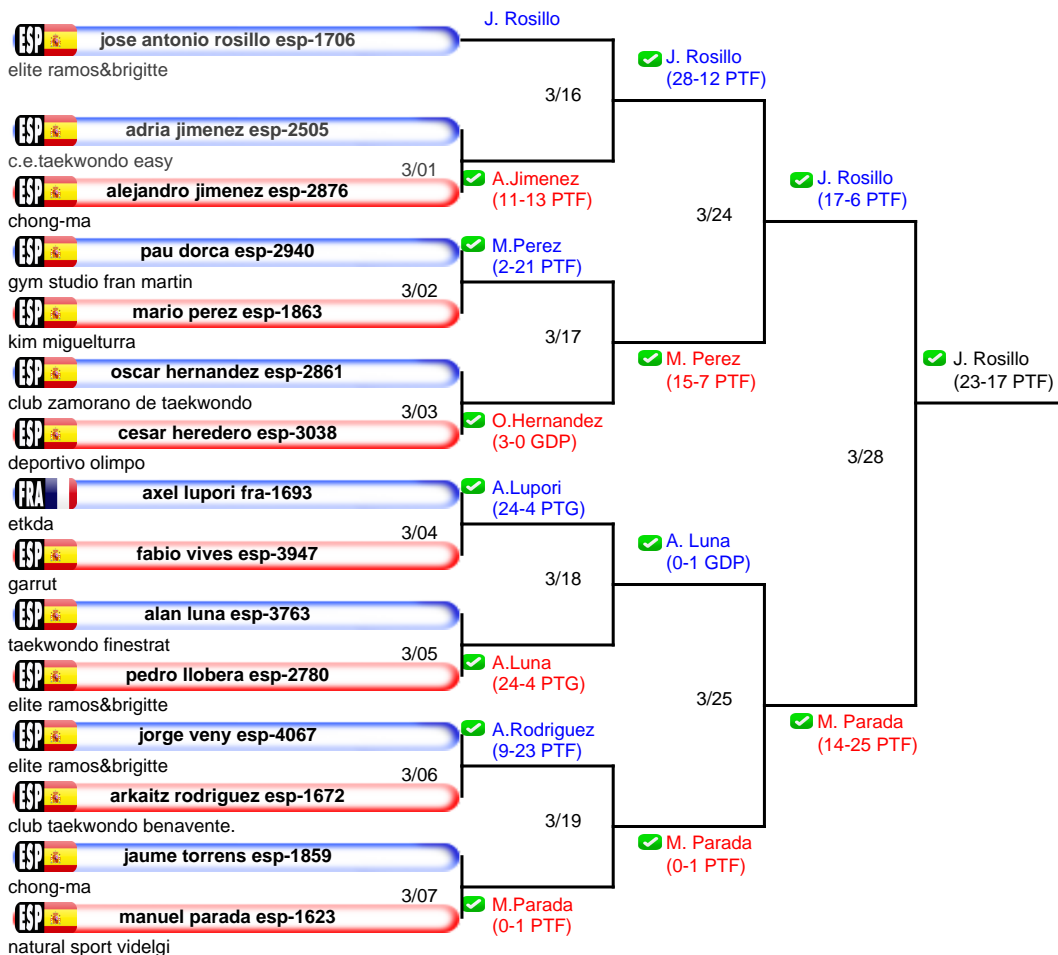 J. Rosillo
ESP jose antonio rosillo esp-1706
elite ramos&brigitte
J. Rosillo
(28-12 PTF)
3/16
ESP adria jimenez esp-2505
c.e.taekwondo easy
3/01
ESP alejandro jimenez esp-2876
chong-ma
A.Jimenez
(11-13 PTF)
J. Rosillo
(17-6 PTF)
3/24
ESP pau dorca esp-2940
gym studio fran martin
M.Perez
(2-21 PTF)
3/02
ESP mario perez esp-1863
kim miguelturra
3/17
M. Perez
(15-7 PTF)
J. Rosillo
(23-17 PTF)
ESP oscar hernandez esp-2861
club zamorano de taekwondo
3/03
ESP cesar heredero esp-3038
deportivo olimpo
O.Hernandez
(3-0 GDP)
3/28
FRA axel lupori fra-1693
etkda
A.Lupori
(24-4 PTG)
3/04
ESP fabio vives esp-3947
garrut
A. Luna
(0-1 GDP)
3/18
ESP alan luna esp-3763
taekwondo finestrat
3/05
ESP pedro llobera esp-2780
elite ramos&brigitte
A.Luna
(24-4 PTG)
3/25
M. Parada
(14-25 PTF)
ESP jorge veny esp-4067
elite ramos&brigitte
A.Rodriguez
(9-23 PTF)
3/06
ESP arkaitz rodriguez esp-1672
club taekwondo benavente.
3/19
M. Parada
(0-1 PTF)
ESP jaume torrens esp-1859
chong-ma
3/07
ESP manuel parada esp-1623
natural sport videlgi
M.Parada
(0-1 PTF)